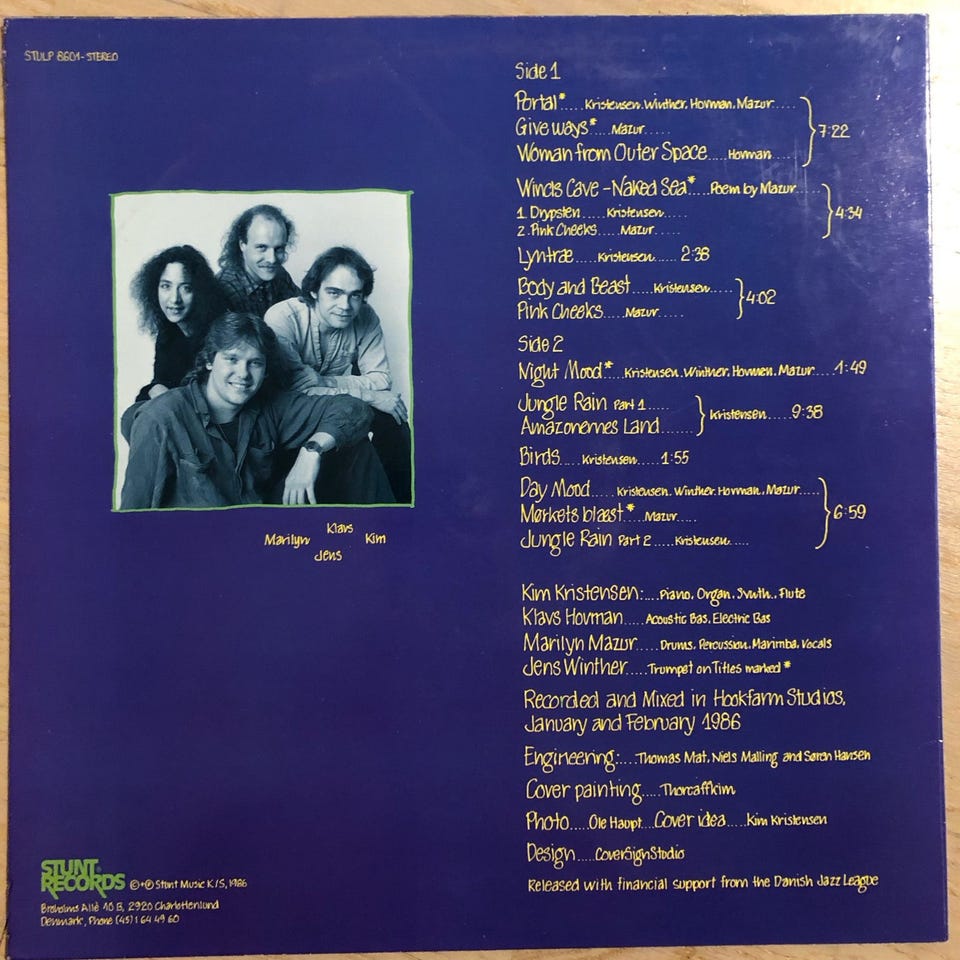 STULP 8601-STEREO
Side 1
Portal*.....Kristensen.Winther, Hovman, Mazur.....
Give ways*....Mazur.....
Woman from Outer Space....Hovman.....
7:22
Winds Cave-Naked Sea*....Poem by Mazur.....
1. Drypsten.....Kristensen.....
2. Pink Cheeks.....Mazur.....
4:34
Lyntræ.....Kristensen.....2:38
Body and Beast.....Kristensen.....
Pink Cheeks.....Mazur.....
4:02
Side 2
Night Mood*....Kristensen.Winther, Hovmen, Mazur....1:49
Jungle Rain Part 1.....
Amazonernes Land.......
Kristensen.....9:38
Birds....Kristensen.....1:55
Day Mood.....Kristensen, Winther, Hovman, Mazur.....
Mørkets blæst*...Mazur.....
Jungle Rain Part 2.....Kristensen.....
6:59
Marilyn Klavs Kim
Jens
Kim Kristensen:....Piano, Organ, Synth., Flute
Klavs Hovman.....Acoustic Bas, Electric Bas
Marilyn Mazur.....Drums, Percussion, Marimba, Vocals
Jens Winther.....Trumpet on Titles marked*
Recorded and Mixed in Hookfarm Studios,
January and February 1986
Engineering:....Thomas Mat, Niels Malling and Søren Hansen
Cover painting.....Thorcaffkim
Photo.....Ole Haupt....Cover idea.....Kim Kristensen
Design.....CoverSignStudio
Released with financial support from the Danish Jazz League
STUNT
RECORDS ©+℗ Stunt Music K/S, 1986
Broholms Allé 10 B, 2920 Charlottenlund
Denmark, Phone (45) 1 64 49 60